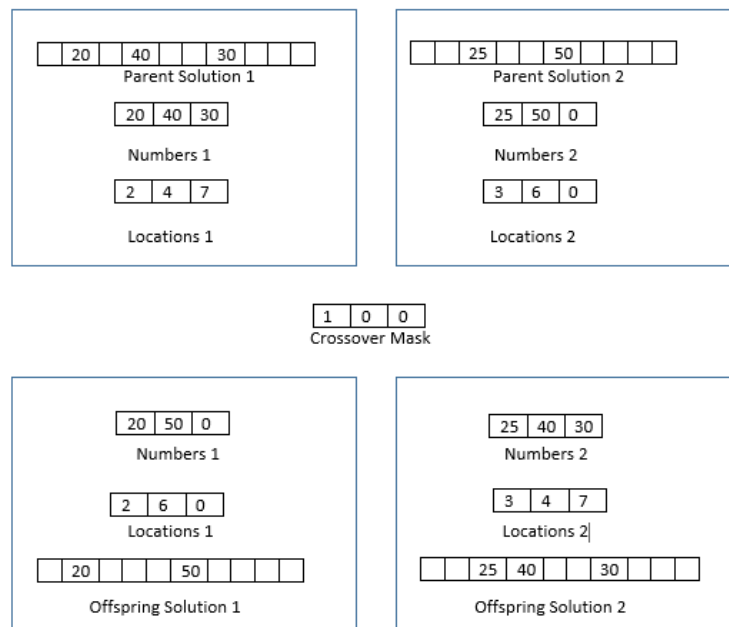 20 40 30
Parent Solution 1
20 40 30
Numbers 1
2 4 7
Locations 1
25 50
Parent Solution 2
25 50 0
Numbers 2
3 6 0
Locations 2
1 0 0
Crossover Mask
20 50 0
Numbers 1
2 6 0
Locations 1
20 50
Offspring Solution 1
25 40 30
Numbers 2
3 4 7
Locations 2
25 40 30
Offspring Solution 2